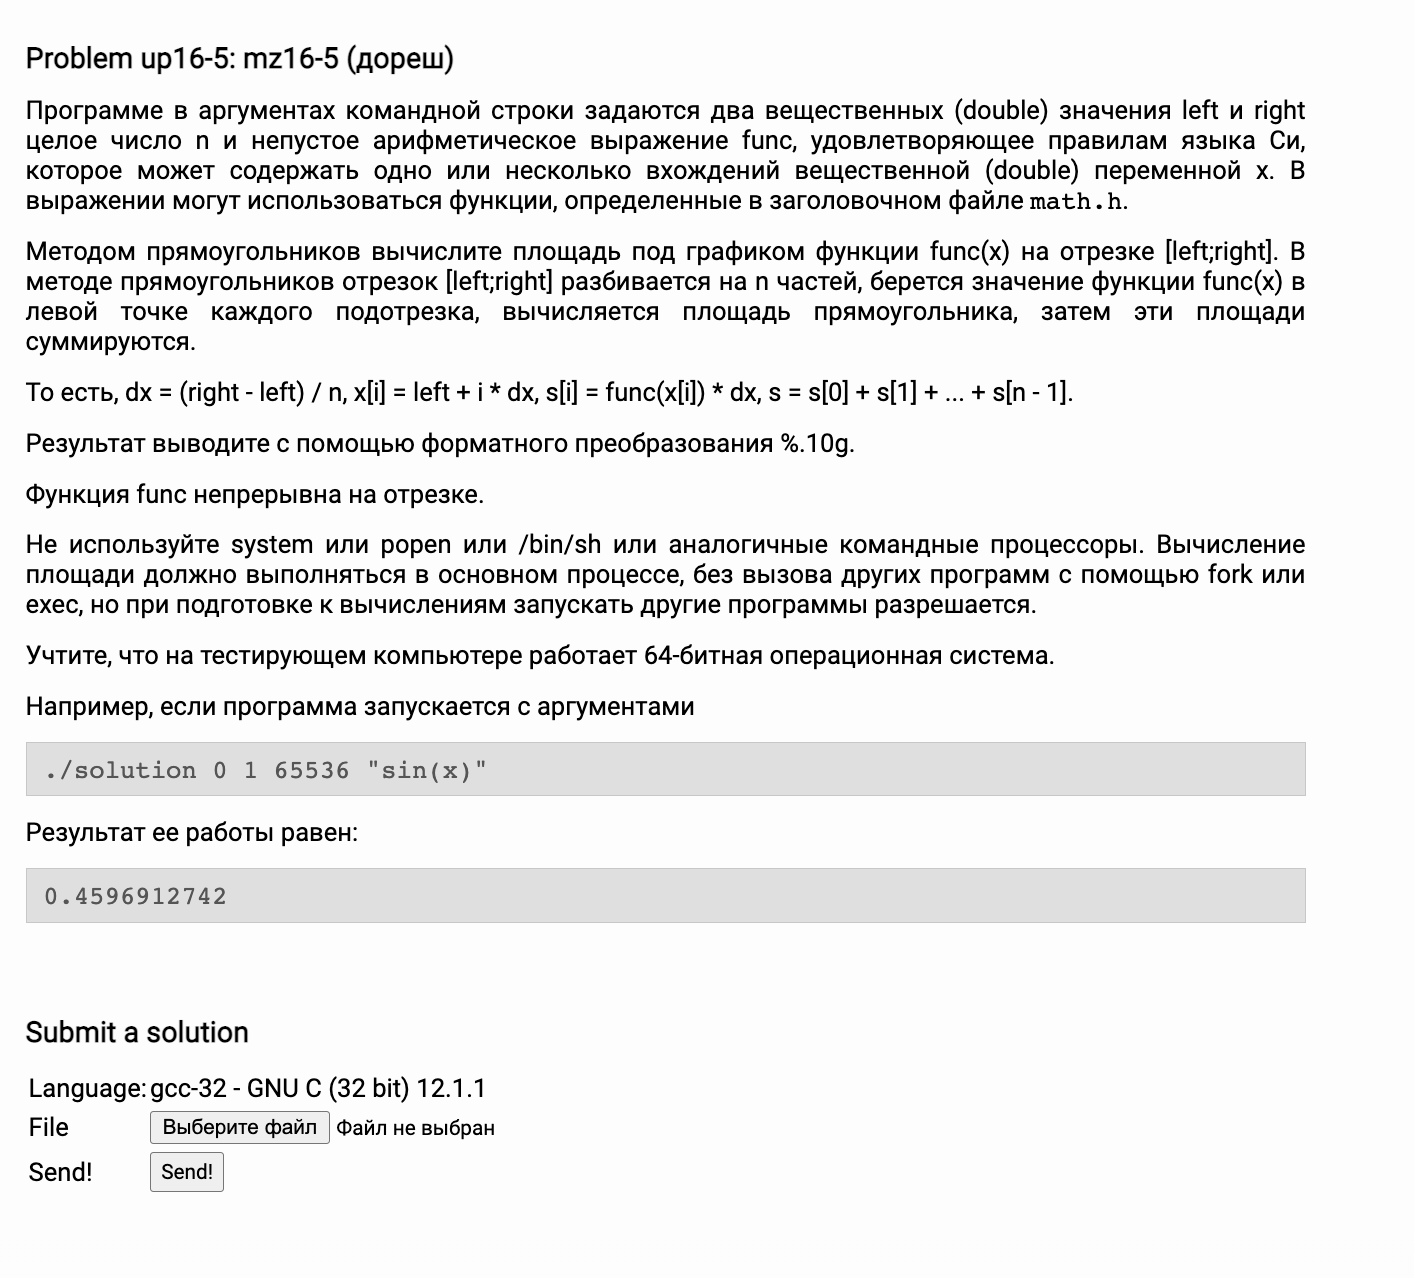 Problem up16-5: mz16-5 (дореш)
Программе в аргументах командной строки задаются два вещественных (double) значения left и right
целое число n и непустое арифметическое выражение func, удовлетворяющее правилам языка Си,
которое может содержать одно или несколько вхождений вещественной (double) переменной x. В
выражении могут использоваться функции, определенные в заголовочном файле math.h.
Методом прямоугольников вычислите площадь под графиком функции func(x) на отрезке [left;right]. В
методе прямоугольников отрезок [left;right] разбивается на n частей, берется значение функции func(x) в
левой точке каждого подотрезка, вычисляется площадь прямоугольника, затем эти площади
суммируются.
То есть, dx = (right - left) / n, x[i] = left + i * dx, s[i] = func(x[i]) * dx, s = s[0] + s[1] + ... + s[n - 1].
Результат выводите с помощью форматного преобразования %.10g.
Функция func непрерывна на отрезке.
Не используйте system или popen или /bin/sh или аналогичные командные процессоры. Вычисление
площади должно выполняться в основном процессе, без вызова других программ с помощью fork или
exec, но при подготовке к вычислениям запускать другие программы разрешается.
Учтите, что на тестирующем компьютере работает 64-битная операционная система.
Например, если программа запускается с аргументами
./solution 0 1 65536 "sin(x)"
Результат ее работы равен:
0.4596912742
Submit a solution
Language: gcc-32 - GNU C (32 bit) 12.1.1
File Выберите файл Файл не выбран
Send! Send!